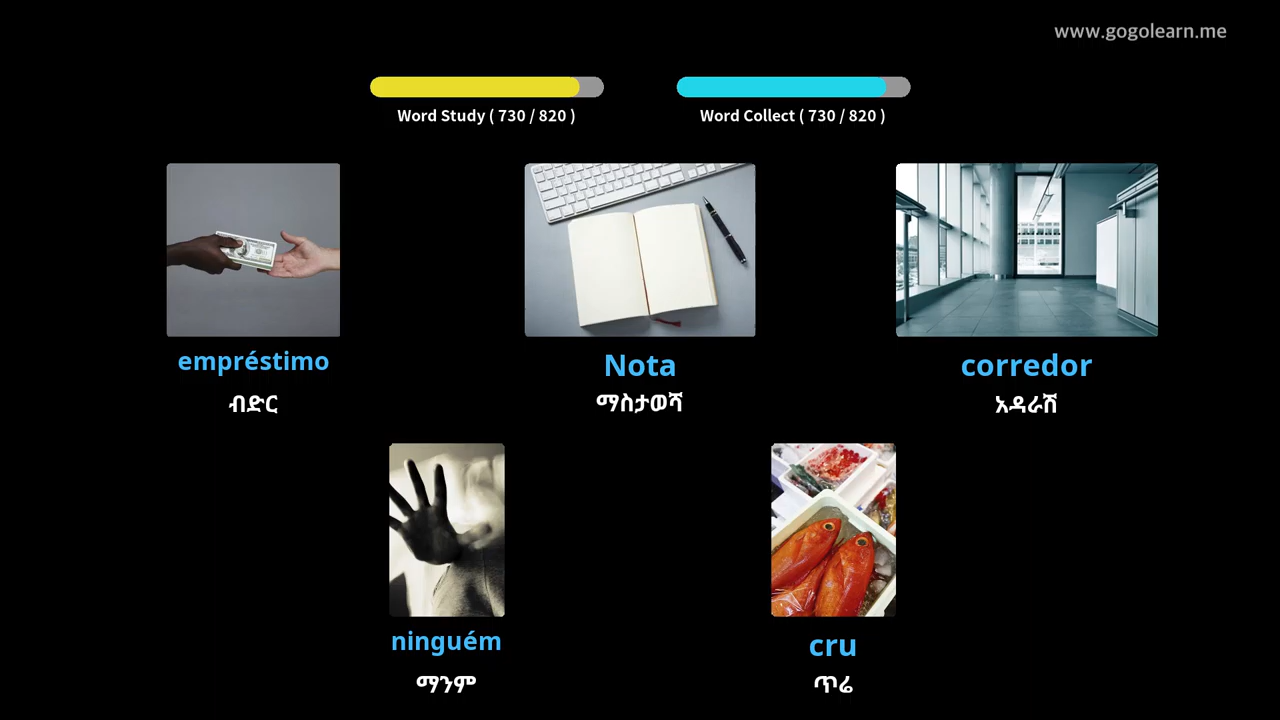 www.gogolearn.me
Word Study ( 730 / 820 )
Word Collect ( 730 / 820 )
empréstimo
ብድር
Nota
ማስታወሻ
corredor
አዳራሽ
ninguém
ማንም
cru
ጥሬ